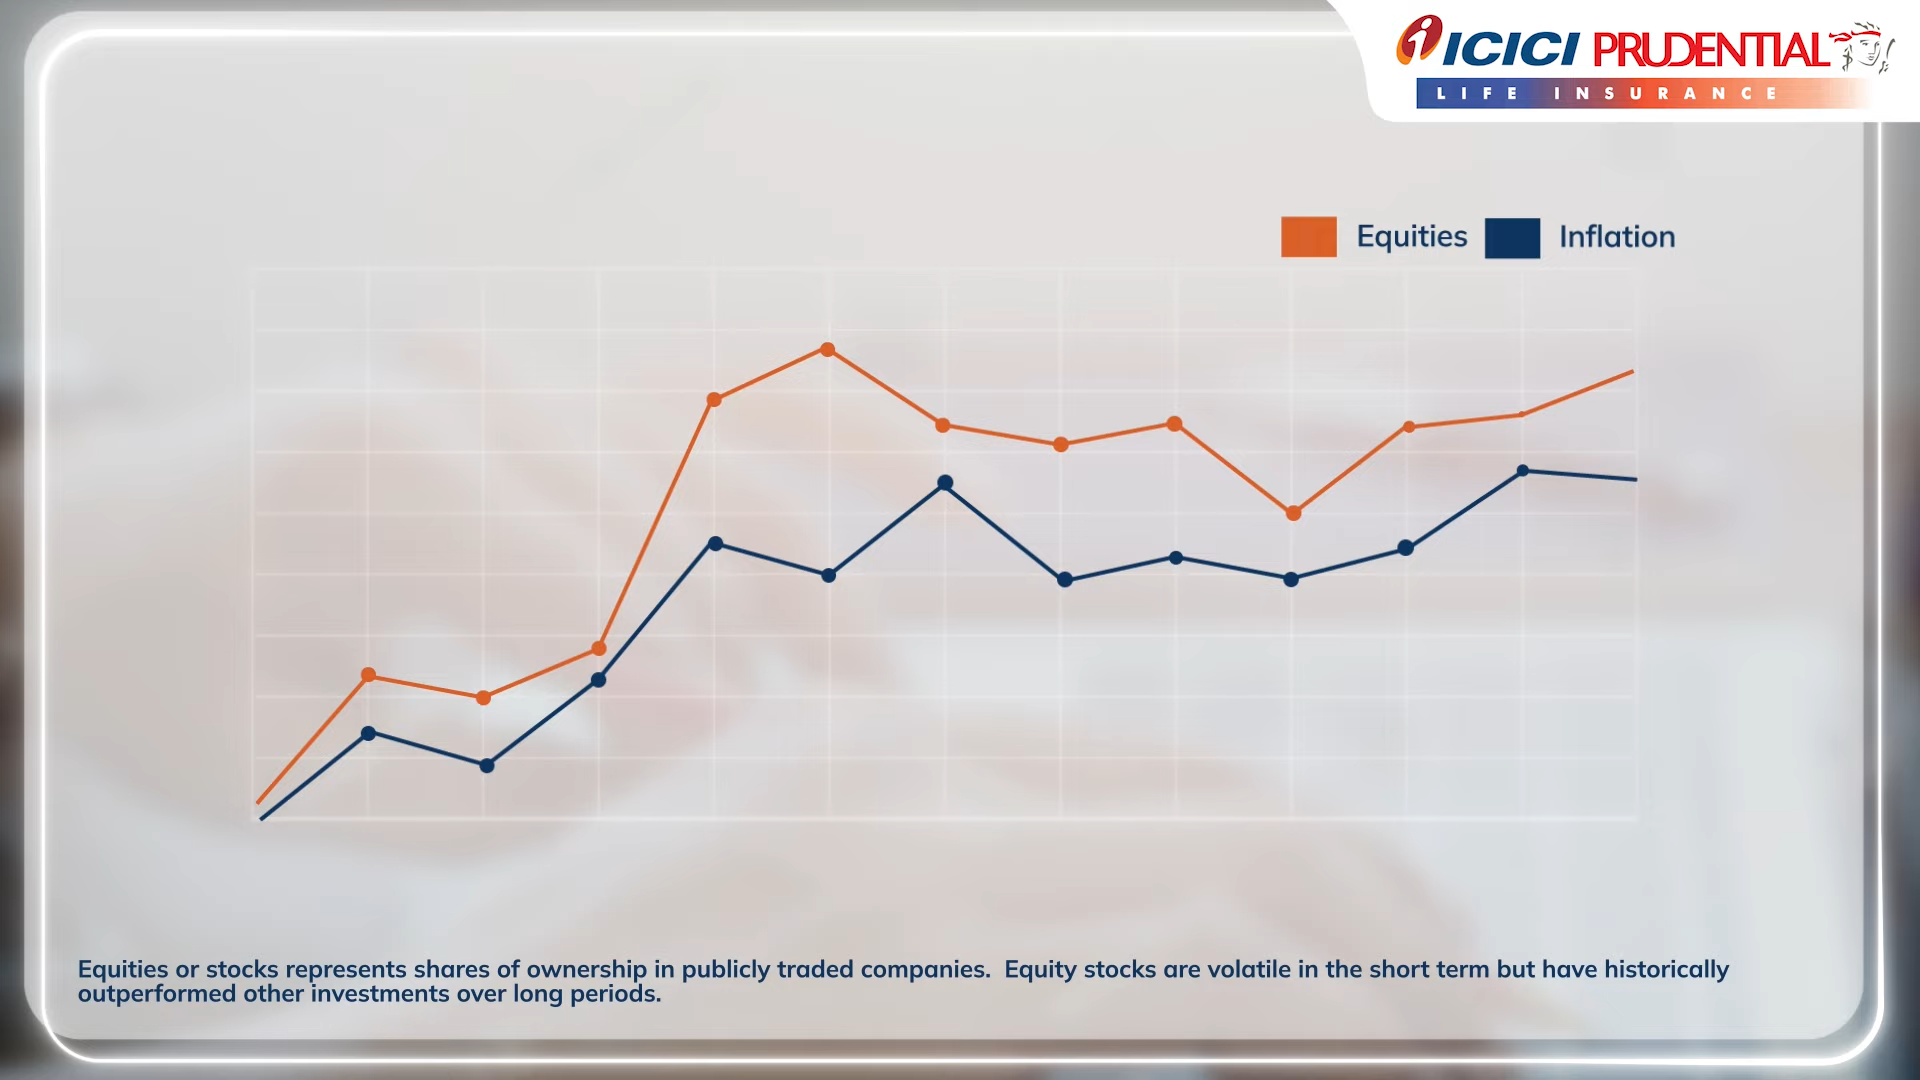 ICICI PRUDENTIAL
LIFE INSURANCE
Equities Inflation
Equities or stocks represents shares of ownership in publicly traded companies.  Equity stocks are volatile in the short term but have historically
outperformed other investments over long periods.